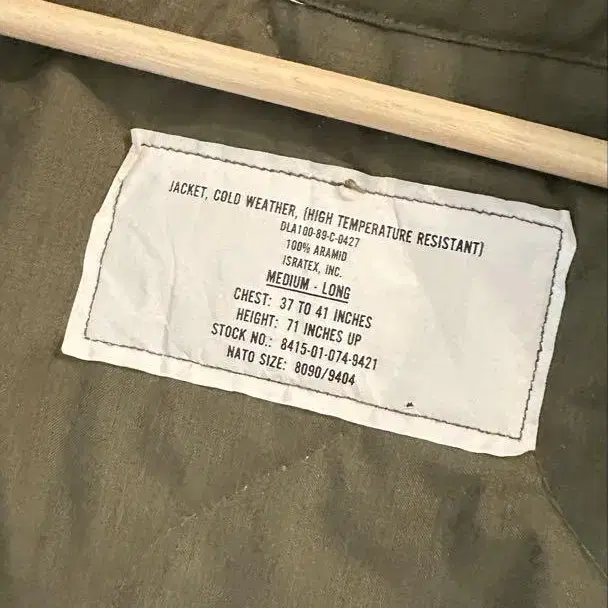 JACKET, COLD WEATHER, (HIGH TEMPERATURE RESISTANT)
DLA100-89-C-0427
100% ARAMID
ISRATEX, INC.
MEDIUM - LONG
CHEST: 37 TO 41 INCHES
HEIGHT: 71 INCHES UP
STOCK NO.: 8415-01-074-9421
NATO SIZE: 8090/9404